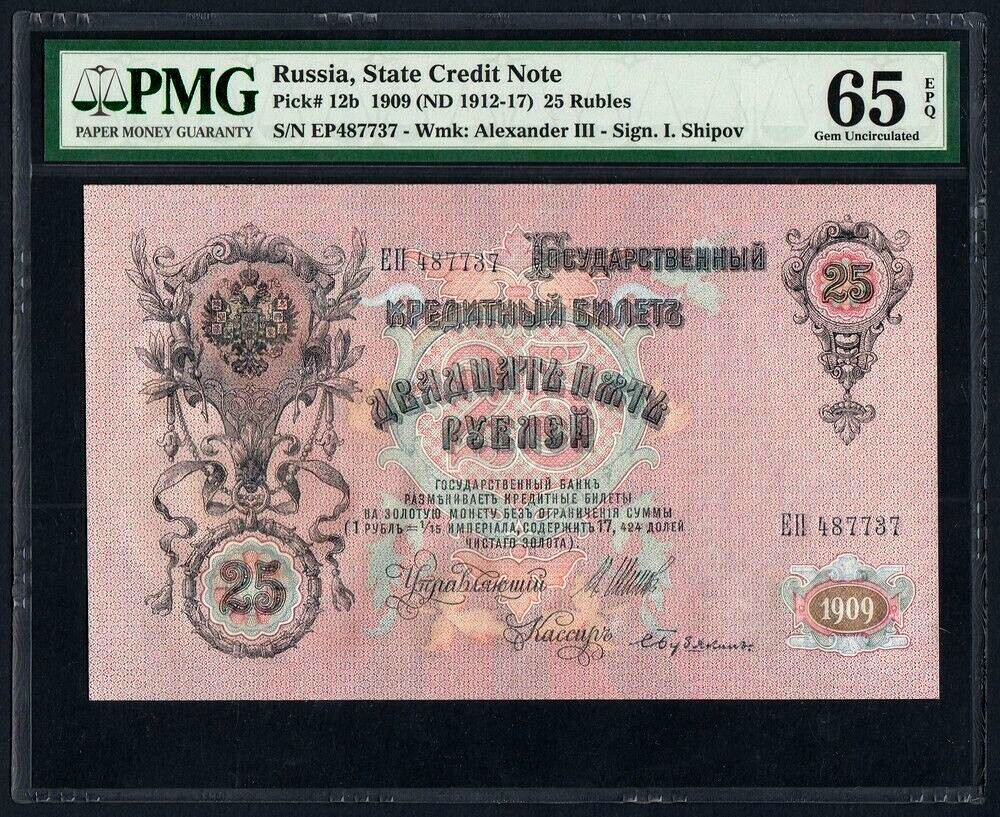 PMG
PAPER MONEY GUARANTY
Russia, State Credit Note
Pick# 12b 1909 (ND 1912-17) 25 Rubles
S/N EP487737 - Wmk: Alexander III - Sign. I. Shipov
65 EPQ
Gem Uncirculated
ЕП 487737 Государственный
Кредитный Билетъ
25
25
Двадцать пять
рублей
Государственный Банкъ
размѣниваетъ кредитные билеты
на золотую монету безъ ограниченія суммы
(1 рубль = 1/15 имперіала, содержитъ 17, 424 долей
чистаго золота).
ЕП 487737
25
Управляющій
И Шипов
1909
Кассиръ